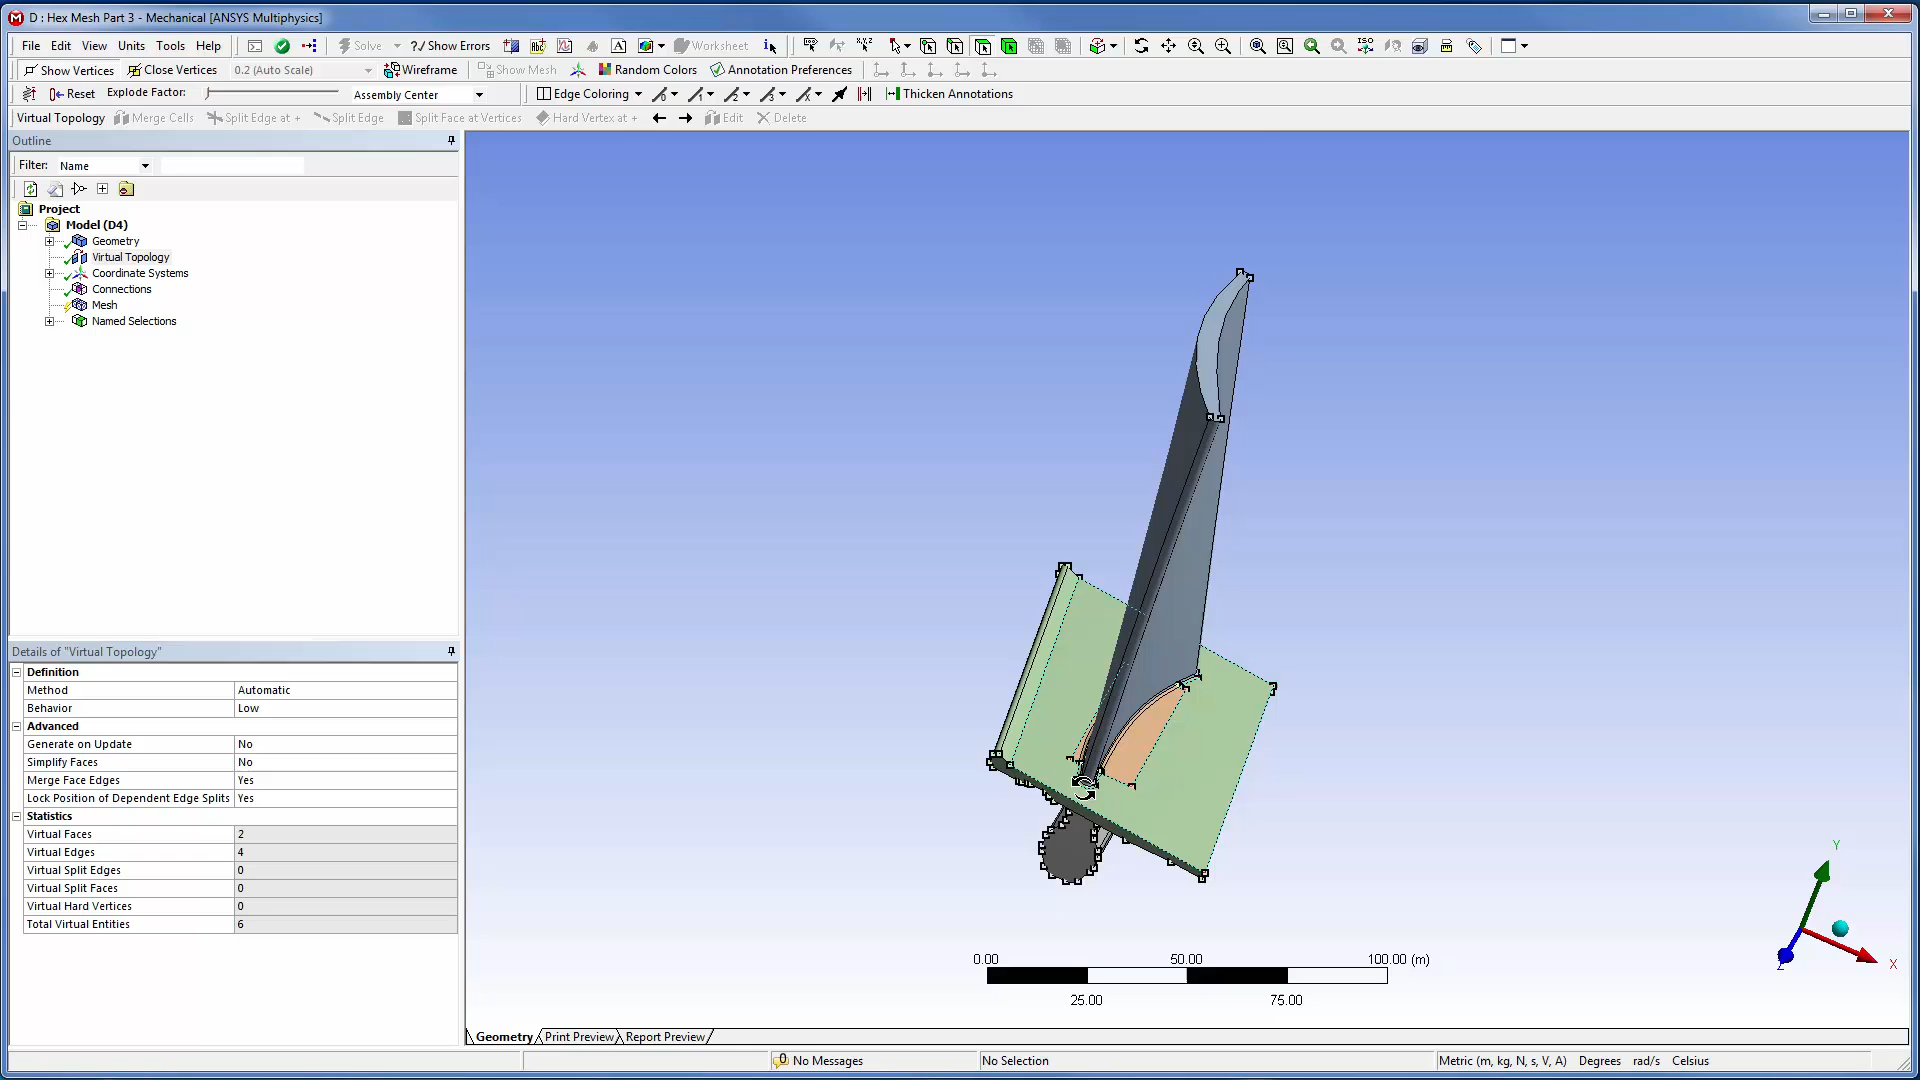 D : Hex Mesh Part 3 - Mechanical [ANSYS Multiphysics]
File Edit View Units Tools Help Solve ?/ Show Errors Worksheet
Show Vertices Close Vertices 0.2 (Auto Scale) Wireframe Show Mesh Random Colors Annotation Preferences
Reset Explode Factor: Assembly Center Edge Coloring Thicken Annotations
Virtual Topology Merge Cells Split Edge at + Split Edge Split Face at Vertices Hard Vertex at + Edit Delete
Outline
Filter: Name
Project
Model (D4)
Geometry
Virtual Topology
Coordinate Systems
Connections
Mesh
Named Selections
Details of "Virtual Topology"
Definition
Method Automatic
Behavior Low
Advanced
Generate on Update No
Simplify Faces No
Merge Face Edges Yes
Lock Position of Dependent Edge Splits Yes
Statistics
Virtual Faces 2
Virtual Edges 4
Virtual Split Edges 0
Virtual Split Faces 0
Virtual Hard Vertices 0
Total Virtual Entities 6
Y
X
Z
0.00 50.00 100.00 (m)
25.00 75.00
Geometry Print Preview Report Preview
No Messages No Selection Metric (m, kg, N, s, V, A) Degrees rad/s Celsius